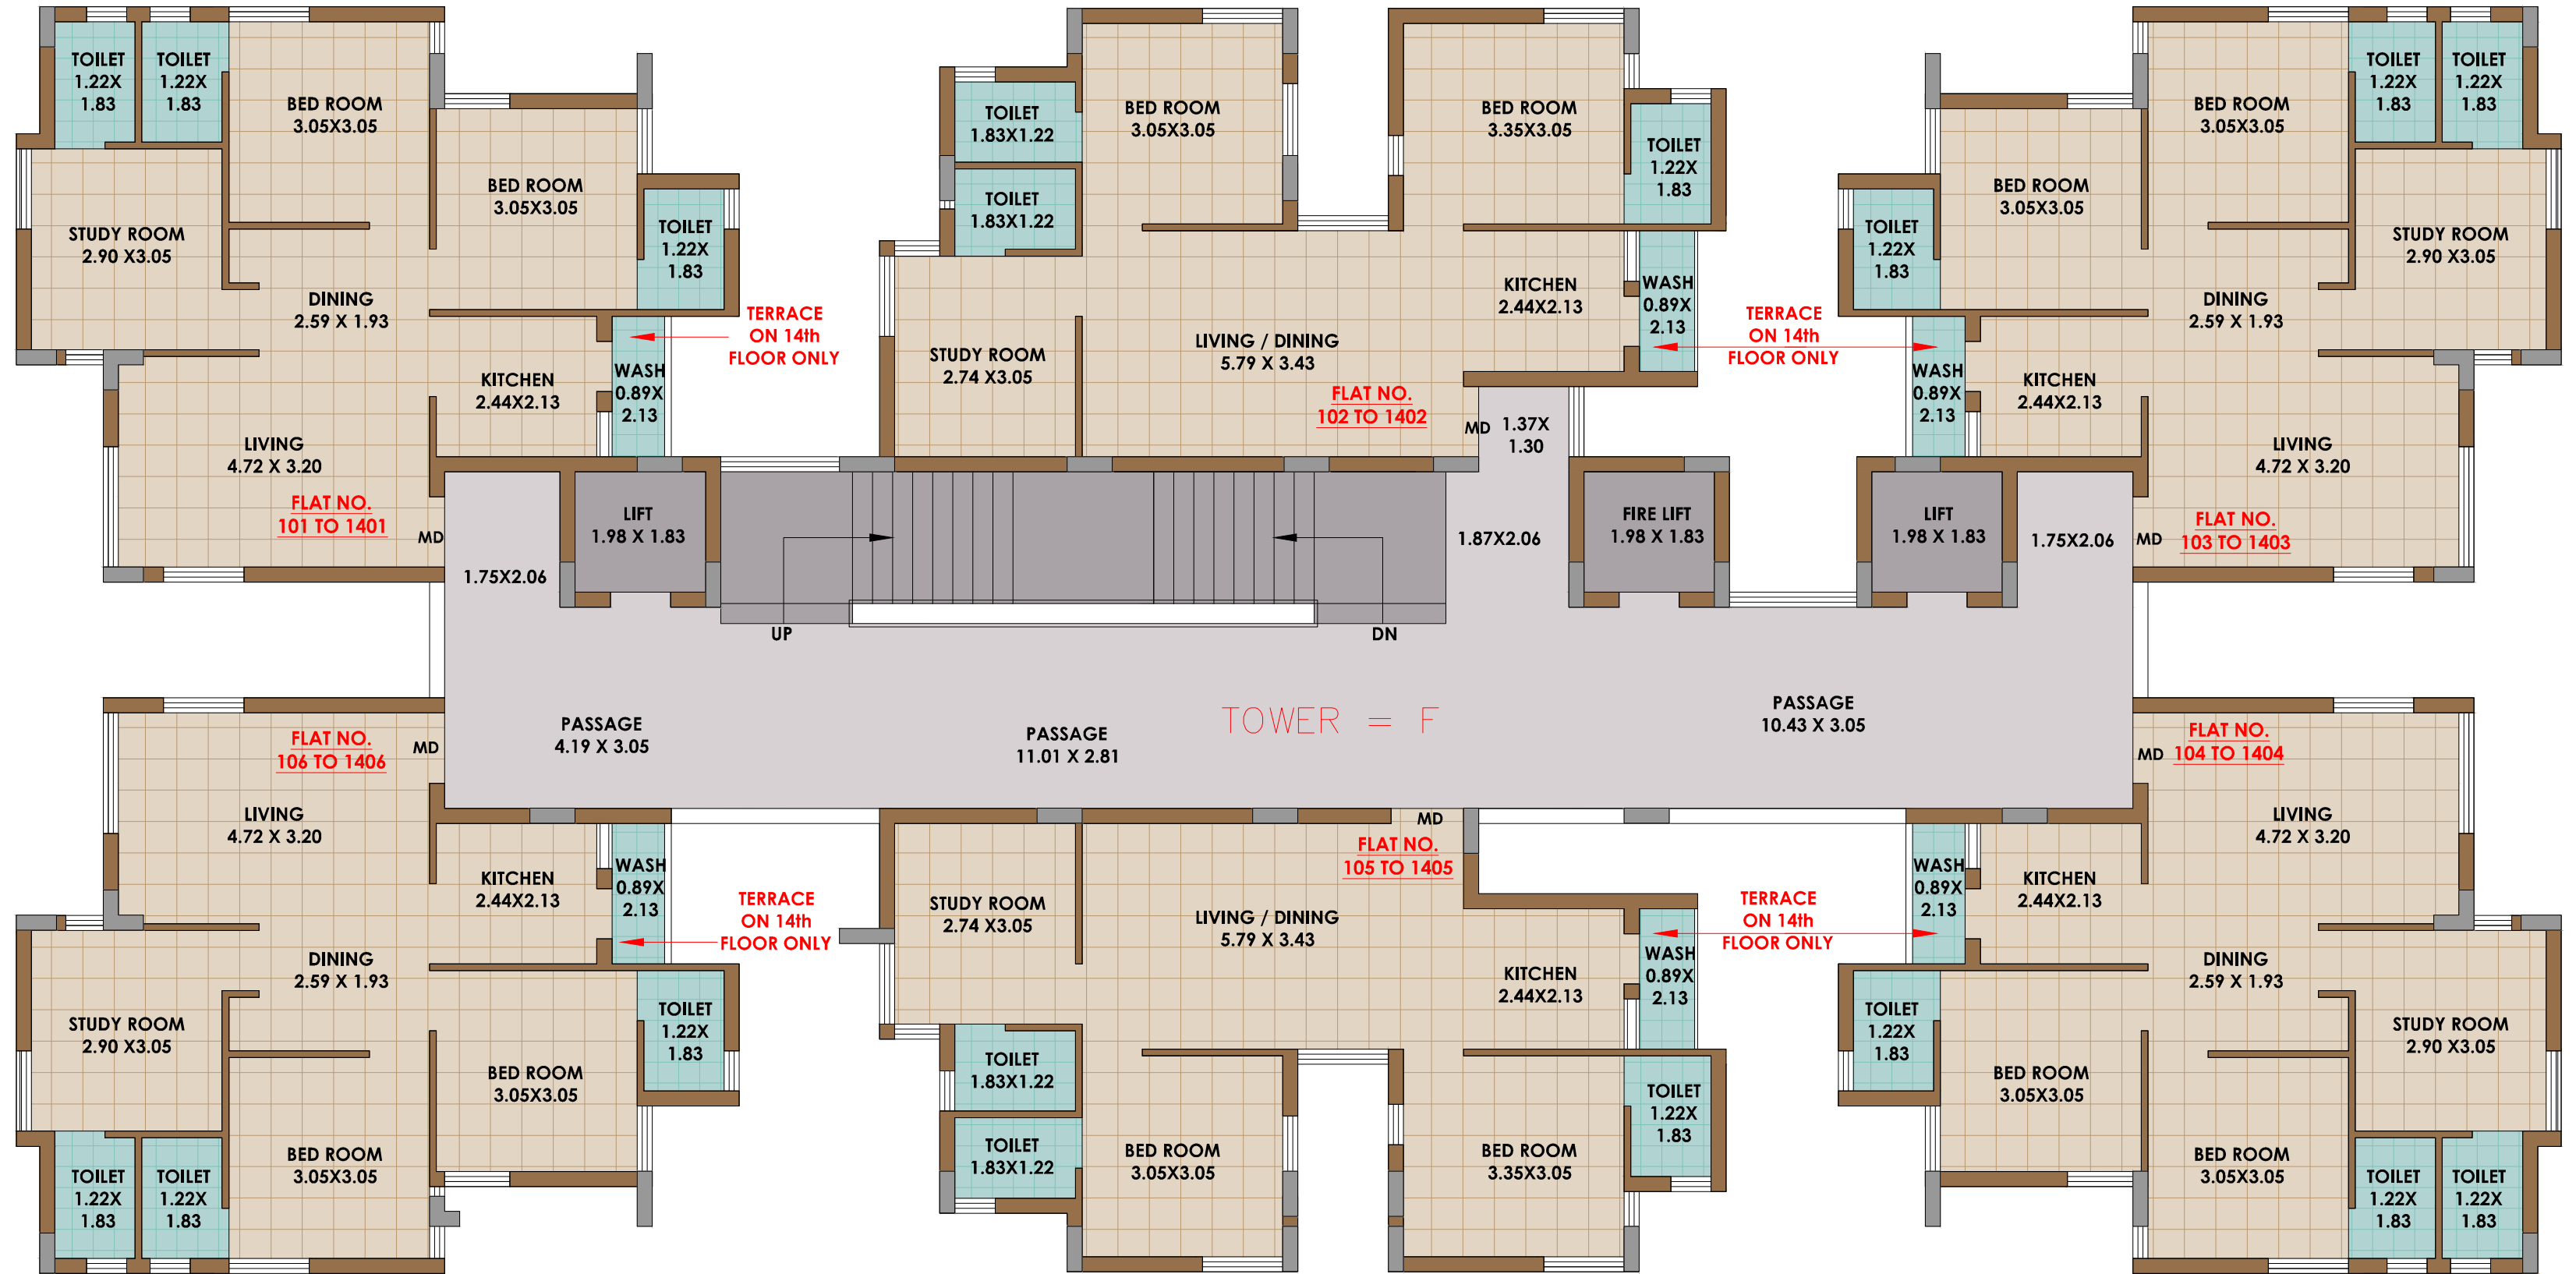 TOILET
1.22X
1.83
TOILET
1.22X
1.83
BED ROOM
3.05X3.05
BED ROOM
3.05X3.05
STUDY ROOM
2.90 X3.05
TOILET
1.22X
1.83
DINING
2.59 X 1.93
TERRACE
ON 14th
FLOOR ONLY
KITCHEN
2.44X2.13
WASH
0.89X
2.13
LIVING
4.72 X 3.20
FLAT NO.
101 TO 1401
MD
TOILET
1.83X1.22
TOILET
1.83X1.22
BED ROOM
3.05X3.05
BED ROOM
3.35X3.05
TOILET
1.22X
1.83
STUDY ROOM
2.74 X3.05
LIVING / DINING
5.79 X 3.43
KITCHEN
2.44X2.13
WASH
0.89X
2.13
FLAT NO.
102 TO 1402
MD
1.37X
1.30
TERRACE
ON 14th
FLOOR ONLY
BED ROOM
3.05X3.05
TOILET
1.22X
1.83
TOILET
1.22X
1.83
BED ROOM
3.05X3.05
TOILET
1.22X
1.83
STUDY ROOM
2.90 X3.05
DINING
2.59 X 1.93
WASH
0.89X
2.13
KITCHEN
2.44X2.13
LIVING
4.72 X 3.20
FLAT NO.
103 TO 1403
MD
1.75X2.06
LIFT
1.98 X 1.83
UP
DN
1.87X2.06
FIRE LIFT
1.98 X 1.83
LIFT
1.98 X 1.83
1.75X2.06
PASSAGE
4.19 X 3.05
PASSAGE
11.01 X 2.81
TOWER = F
PASSAGE
10.43 X 3.05
FLAT NO.
106 TO 1406
MD
LIVING
4.72 X 3.20
KITCHEN
2.44X2.13
WASH
0.89X
2.13
TERRACE
ON 14th
FLOOR ONLY
DINING
2.59 X 1.93
STUDY ROOM
2.90 X3.05
TOILET
1.22X
1.83
BED ROOM
3.05X3.05
BED ROOM
3.05X3.05
TOILET
1.22X
1.83
TOILET
1.22X
1.83
MD
FLAT NO.
105 TO 1405
STUDY ROOM
2.74 X3.05
LIVING / DINING
5.79 X 3.43
KITCHEN
2.44X2.13
WASH
0.89X
2.13
TERRACE
ON 14th
FLOOR ONLY
TOILET
1.83X1.22
TOILET
1.83X1.22
BED ROOM
3.05X3.05
BED ROOM
3.35X3.05
TOILET
1.22X
1.83
FLAT NO.
104 TO 1404
MD
LIVING
4.72 X 3.20
WASH
0.89X
2.13
KITCHEN
2.44X2.13
DINING
2.59 X 1.93
TOILET
1.22X
1.83
STUDY ROOM
2.90 X3.05
BED ROOM
3.05X3.05
BED ROOM
3.05X3.05
TOILET
1.22X
1.83
TOILET
1.22X
1.83